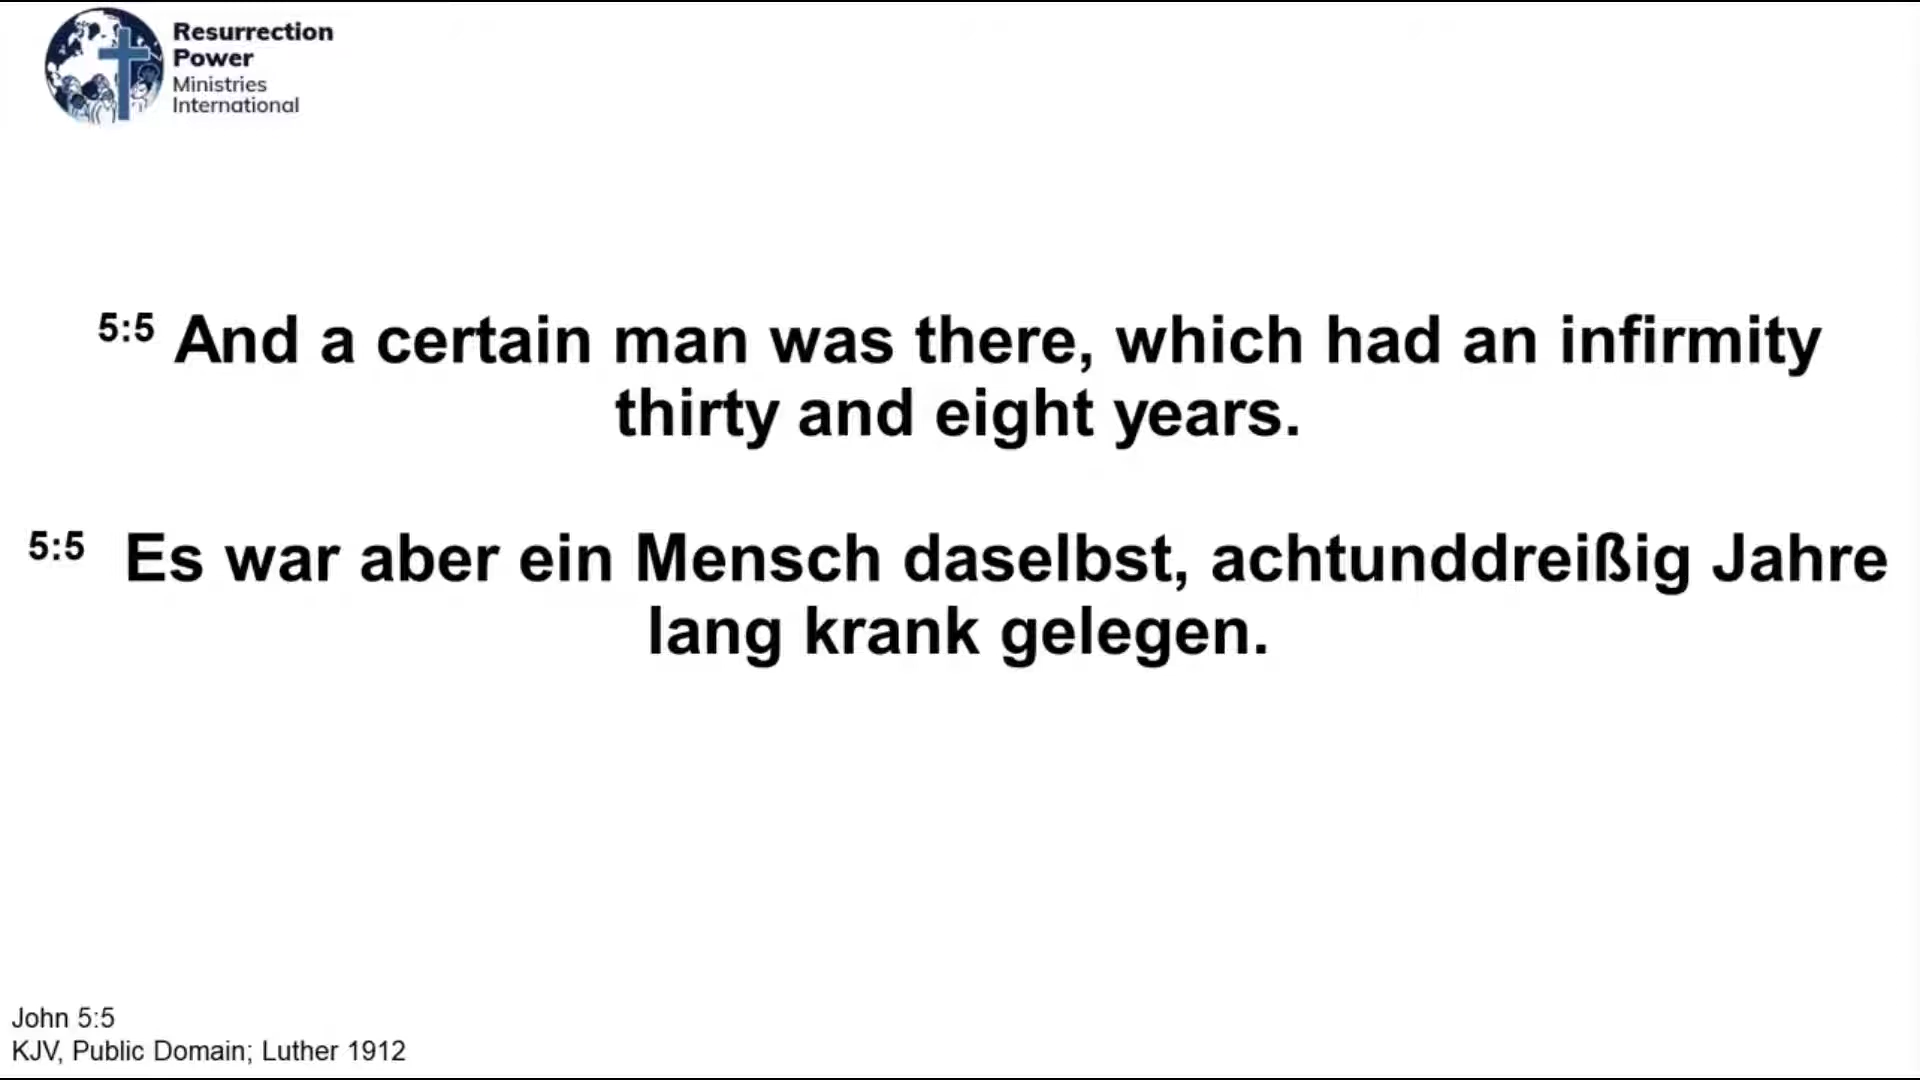 Resurrection
Power
Ministries
International
5:5 And a certain man was there, which had an infirmity
thirty and eight years.
5:5 Es war aber ein Mensch daselbst, achtunddreißig Jahre
lang krank gelegen.
John 5:5
KJV, Public Domain; Luther 1912